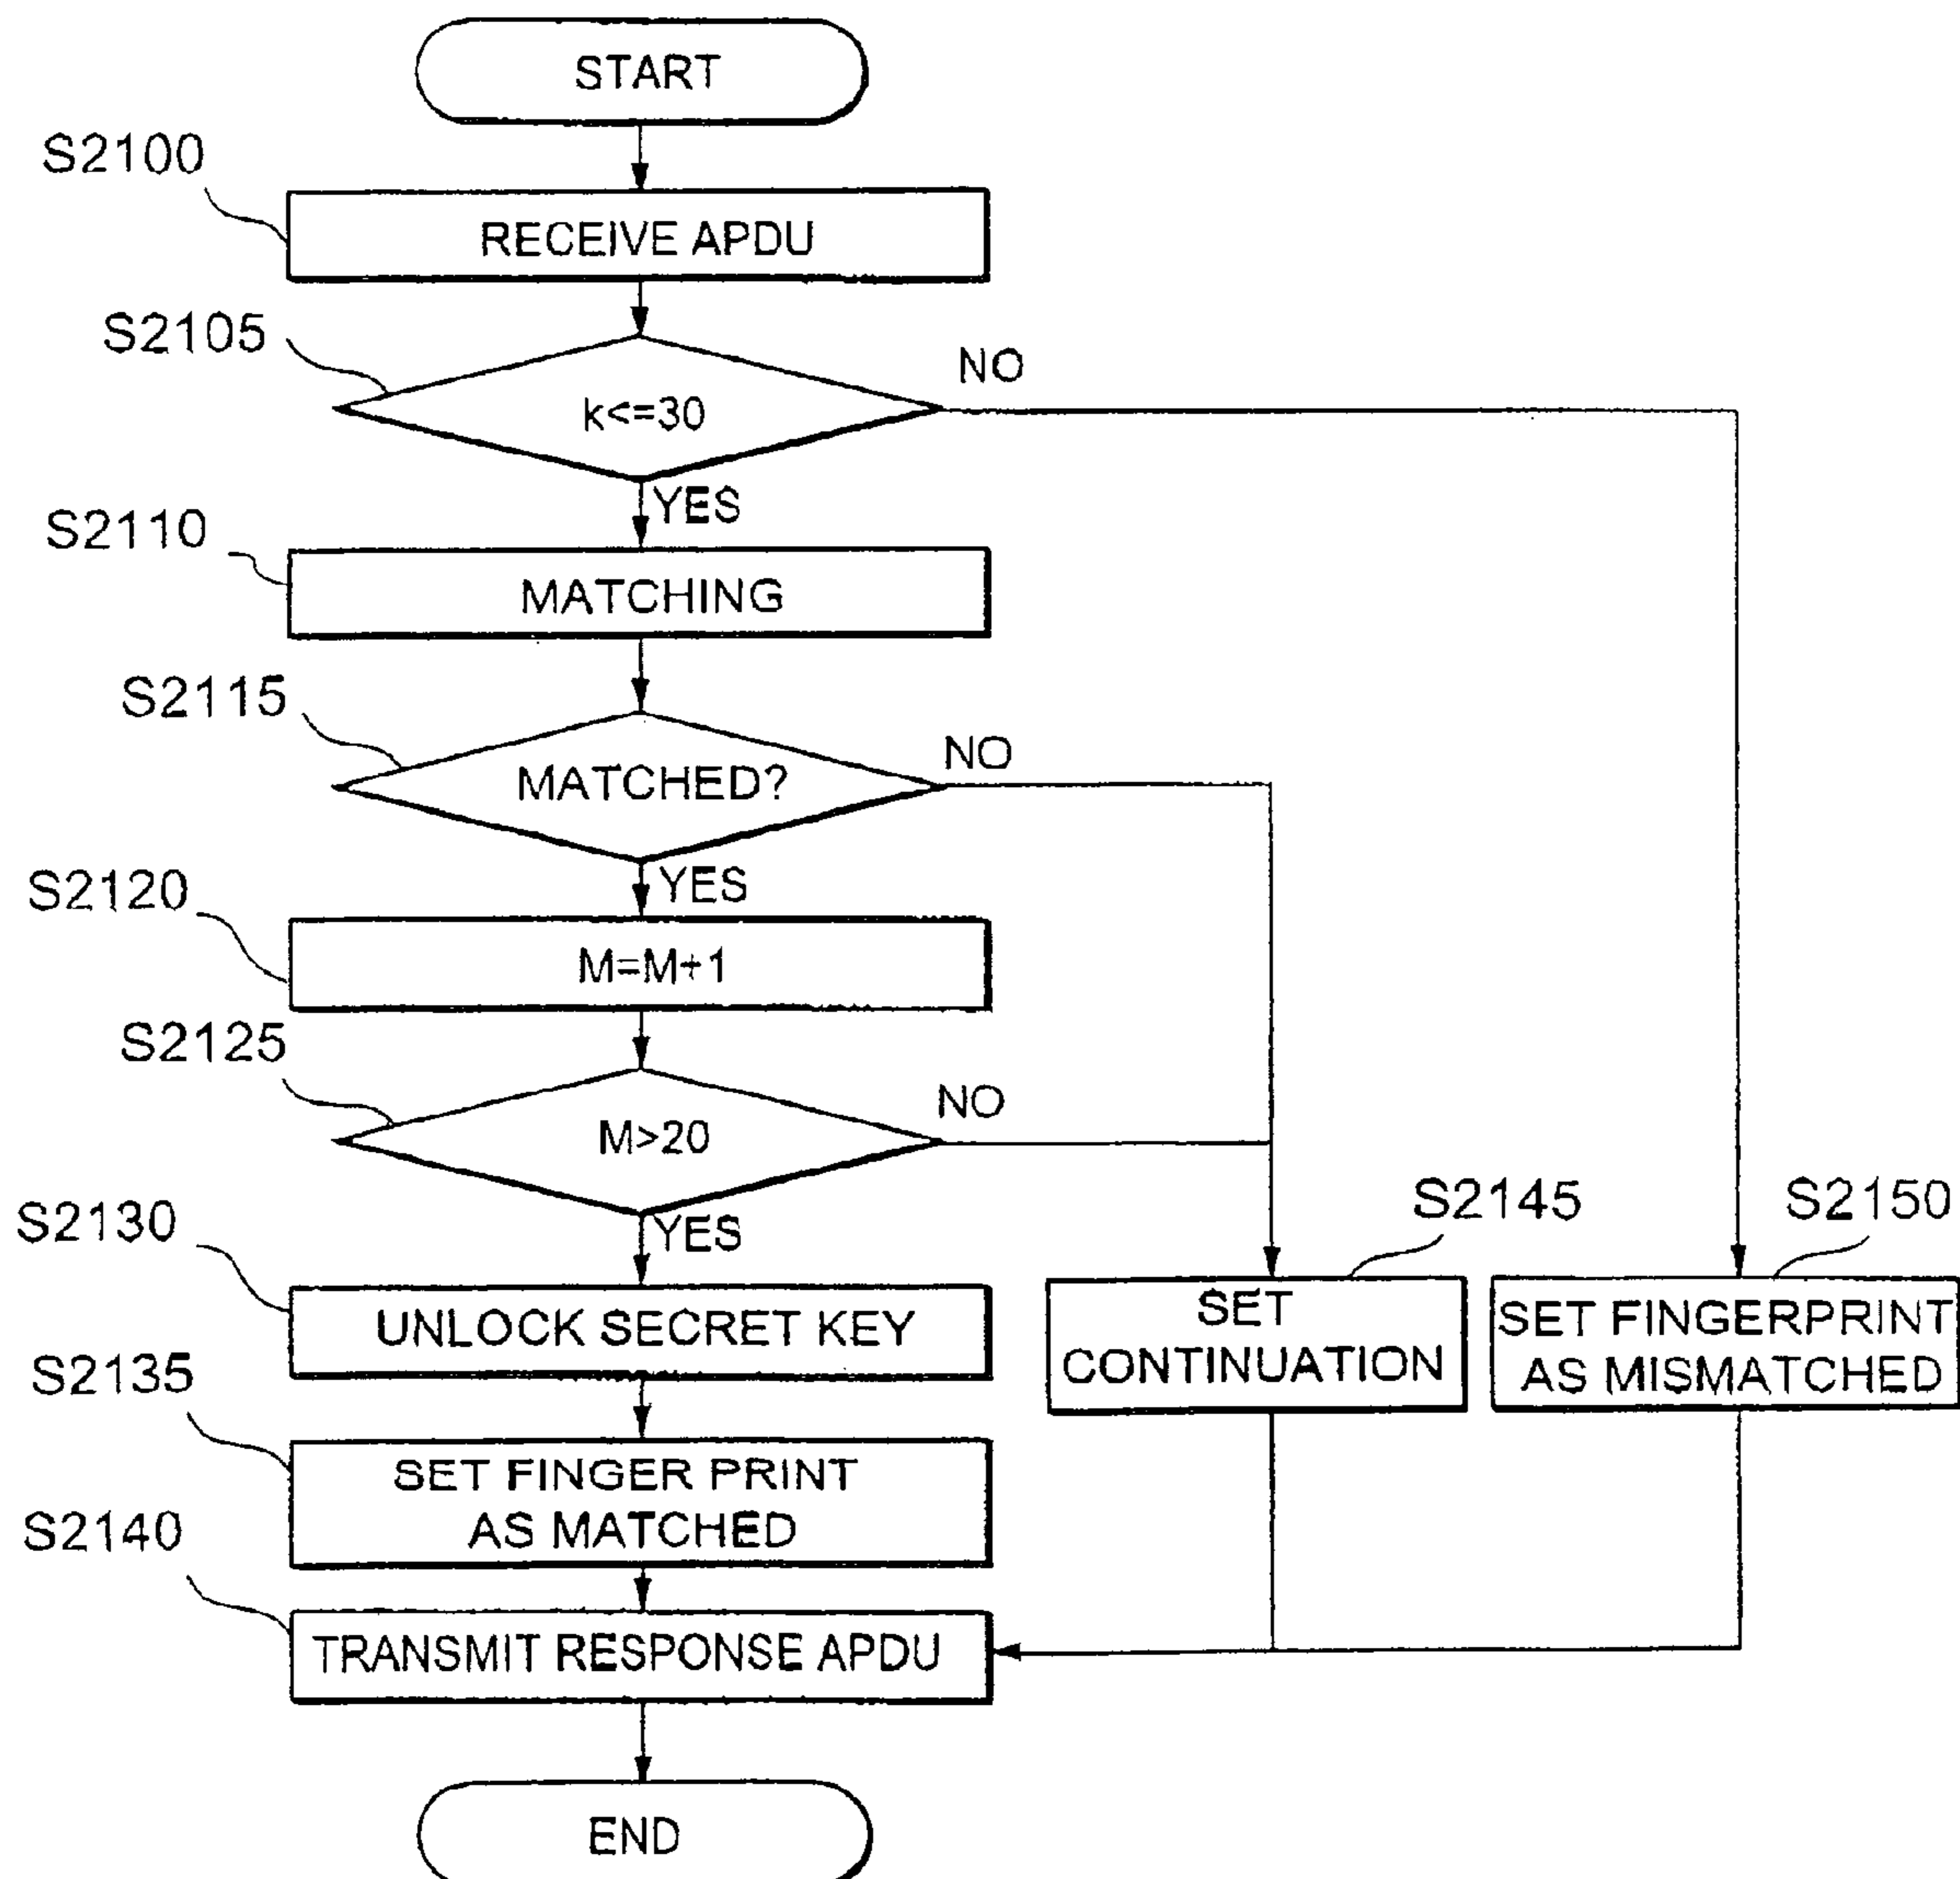 START
S2100
RECEIVE APDU
S2105
k<=30
NO
YES
S2110
MATCHING
S2115
MATCHED?
NO
YES
S2120
M=M+1
S2125
M>20
NO
YES
S2130
UNLOCK SECRET KEY
S2145
SET
CONTINUATION
S2150
SET FINGERPRINT
AS MISMATCHED
S2135
SET FINGER PRINT
AS MATCHED
S2140
TRANSMIT RESPONSE APDU
END